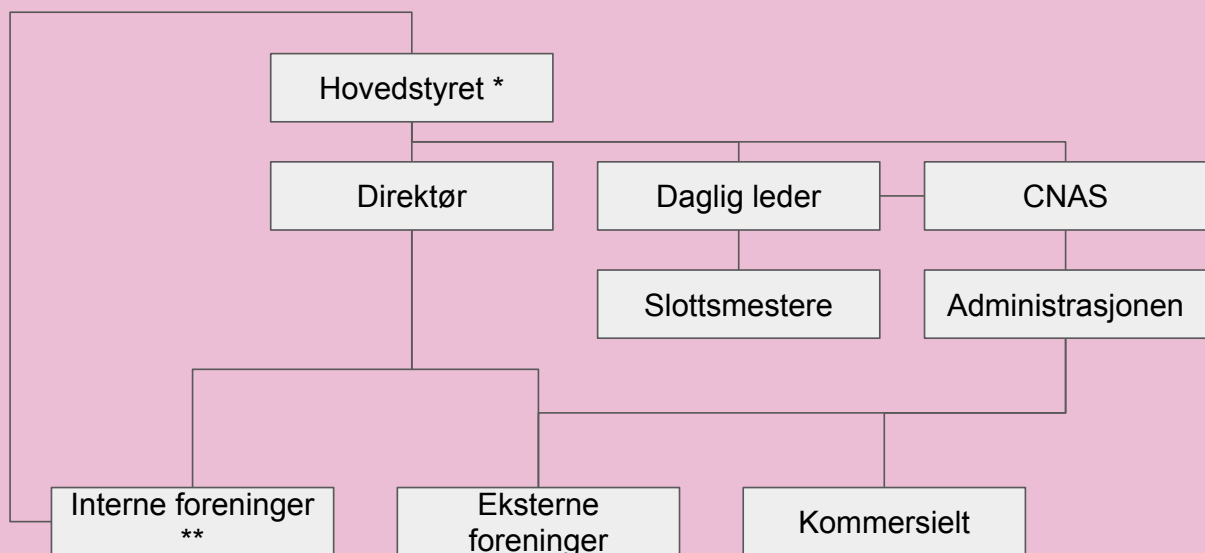 Hovedstyret *
Direktør
Daglig leder
CNAS
Slottsmestere
Administrasjonen
Interne foreninger
**
Eksterne
foreninger
Kommersielt